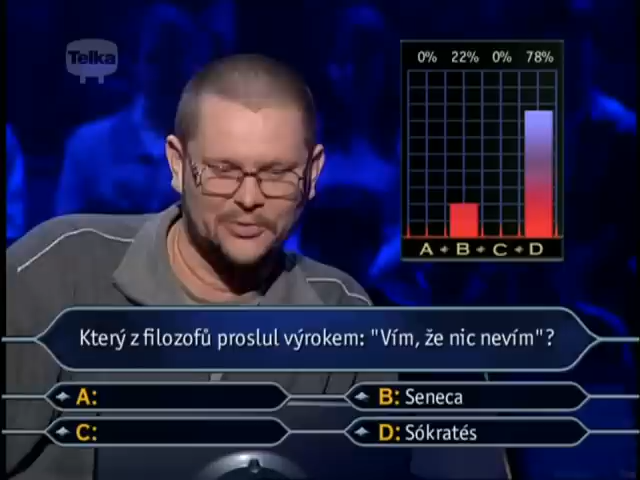 Telka
0% 22% 0% 78%
A B C D
Který z filozofů proslul výrokem: "Vím, že nic nevím"?
A:
B: Seneca
C:
D: Sókratés